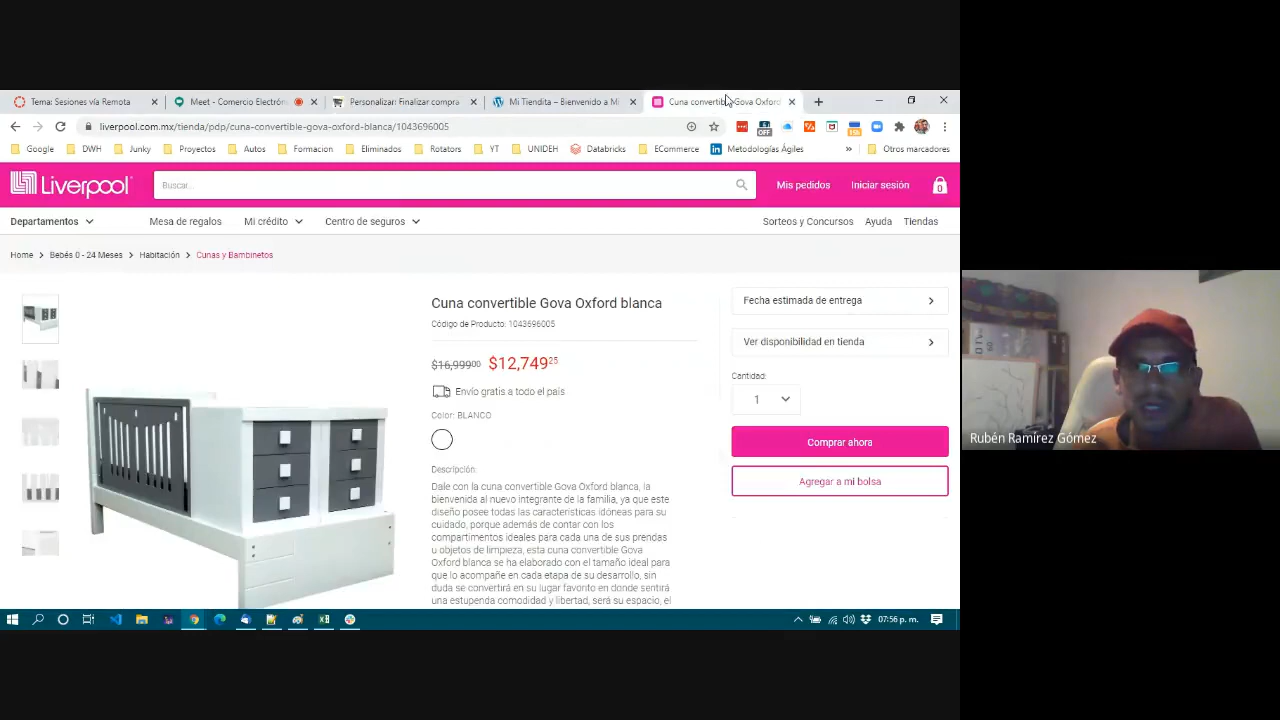 Tema: Sesiones vía Remota
Meet - Comercio Electrón
Personalizar: Finalizar compra
Mi Tiendita – Bienvenido a Mi
Cuna convertible Gova Oxford
liverpool.com.mx/tienda/pdp/cuna-convertible-gova-oxford-blanca/1043696005
OFF
Google
DWH
Junky
Proyectos
Autos
Formacion
Eliminados
Rotators
YT
UNIDEH
Databricks
ECommerce
Metodologías Ágiles
»
Otros marcadores
Liverpool
Buscar...
Mis pedidos
Iniciar sesión
0
Departamentos
Mesa de regalos
Mi crédito
Centro de seguros
Sorteos y Concursos
Ayuda
Tiendas
Home > Bebés 0 - 24 Meses > Habitación > Cunas y Bambinetos
Cuna convertible Gova Oxford blanca
Código de Producto: 1043696005
$16,99900 $12,74925
Envío gratis a todo el país
Color: BLANCO
Descripción:
Dale con la cuna convertible Gova Oxford blanca, la
bienvenida al nuevo integrante de la familia, ya que este
diseño posee todas las características idóneas para su
cuidado, porque además de contar con los
compartimentos ideales para cada una de sus prendas
u objetos de limpieza, esta cuna convertible Gova
Oxford blanca se ha elaborado con el tamaño ideal para
que lo acompañe en cada etapa de su desarrollo, sin
duda se convertirá en su lugar favorito en donde sentirá
una estupenda comodidad y libertad, será su espacio, el
Fecha estimada de entrega
Ver disponibilidad en tienda
Cantidad:
1
Comprar ahora
Agregar a mi bolsa
07:56 p. m.
Rubén Ramírez Gómez